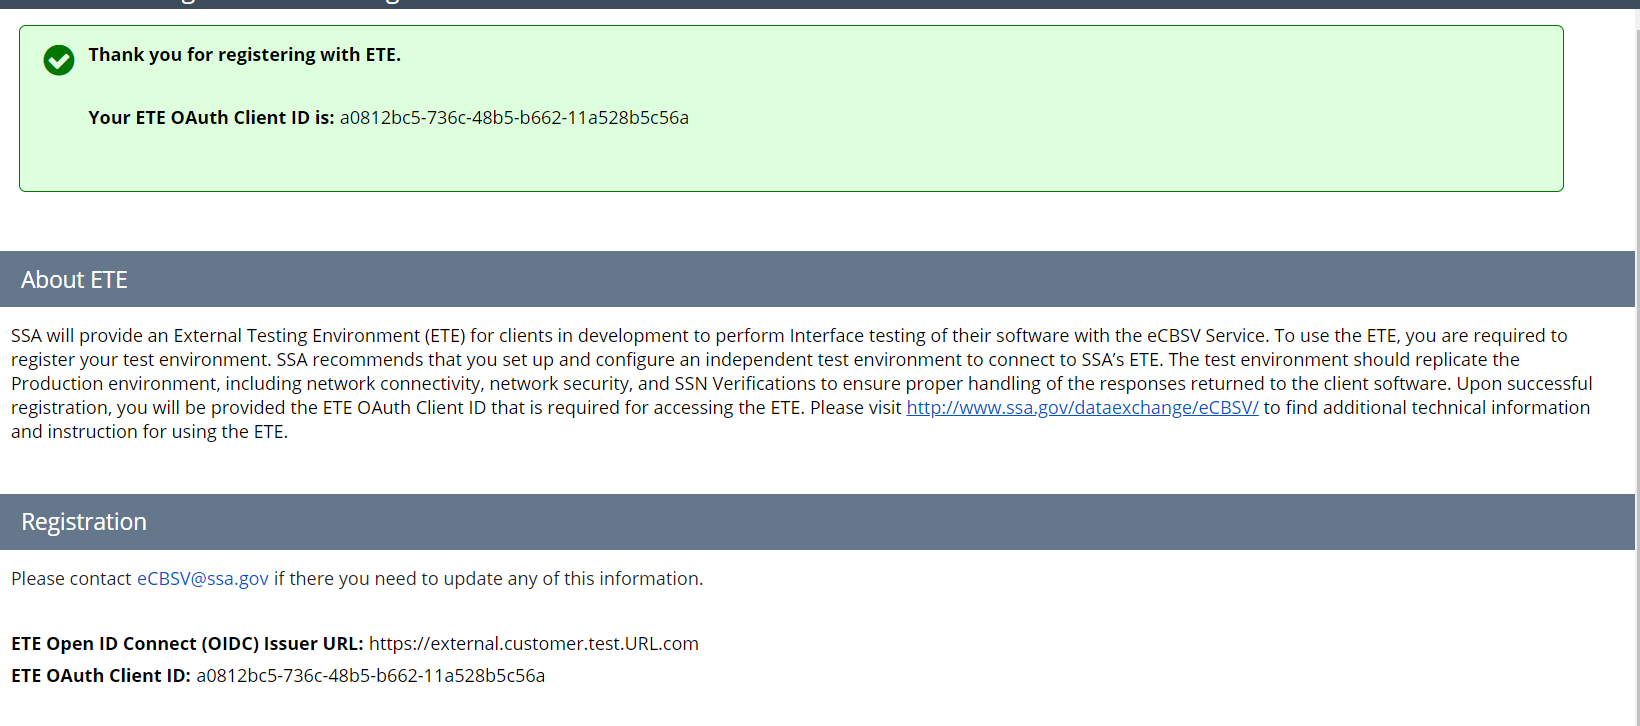 Thank you for registering with ETE.
Your ETE OAuth Client ID is: a0812bc5-736c-48b5-b662-11a528b5c56a
About ETE
SSA will provide an External Testing Environment (ETE) for clients in development to perform Interface testing of their software with the eCBSV Service. To use the ETE, you are required to
register your test environment. SSA recommends that you set up and configure an independent test environment to connect to SSA’s ETE. The test environment should replicate the
Production environment, including network connectivity, network security, and SSN Verifications to ensure proper handling of the responses returned to the client software. Upon successful
registration, you will be provided the ETE OAuth Client ID that is required for accessing the ETE. Please visit http://www.ssa.gov/dataexchange/eCBSV/ to find additional technical information
and instruction for using the ETE.
Registration
Please contact eCBSV@ssa.gov if there you need to update any of this information.
ETE Open ID Connect (OIDC) Issuer URL: https://external.customer.test.URL.com
ETE OAuth Client ID: a0812bc5-736c-48b5-b662-11a528b5c56a